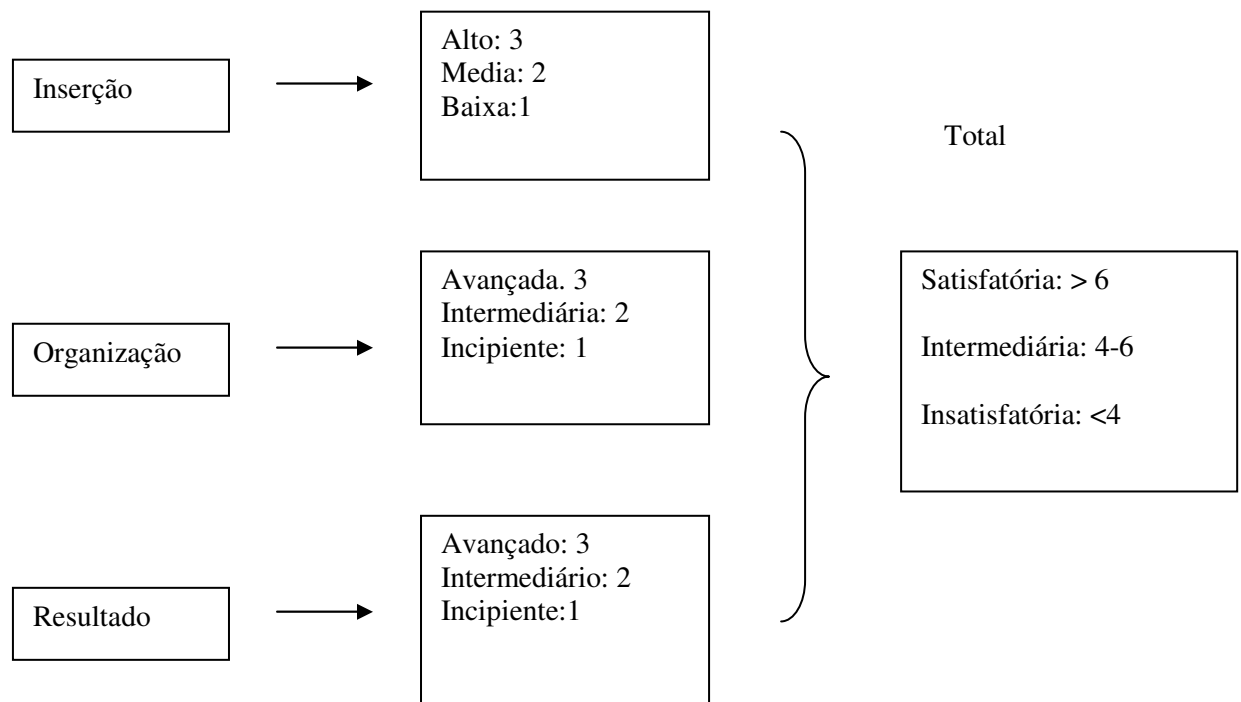 Inserção
Alto: 3
Media: 2
Baixa:1
Organização
Avançada. 3
Intermediária: 2
Incipiente: 1
Resultado
Avançado: 3
Intermediário: 2
Incipiente:1
Total
Satisfatória: > 6
Intermediária: 4-6
Insatisfatória: <4